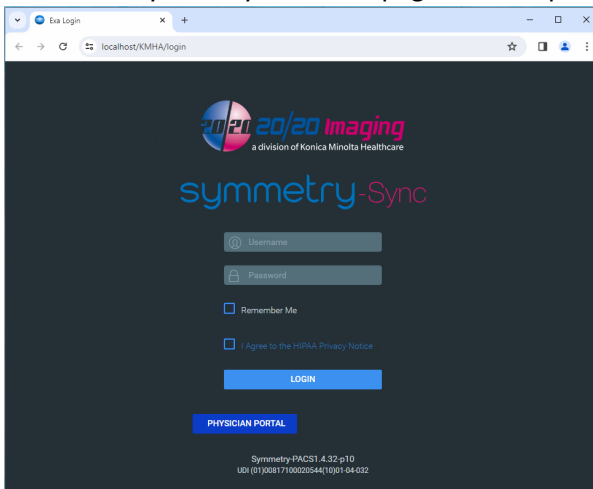 Exa Login
localhost/KMHA/login
20/20 20/20 Imaging
a division of Konica Minolta Healthcare
symmetry-Sync
Username
Password
Remember Me
I Agree to the HIPAA Privacy Notice
LOGIN
PHYSICIAN PORTAL
Symmetry-PACS1.4.32-p10
UDI (01)00817100020544(10)01-04-032